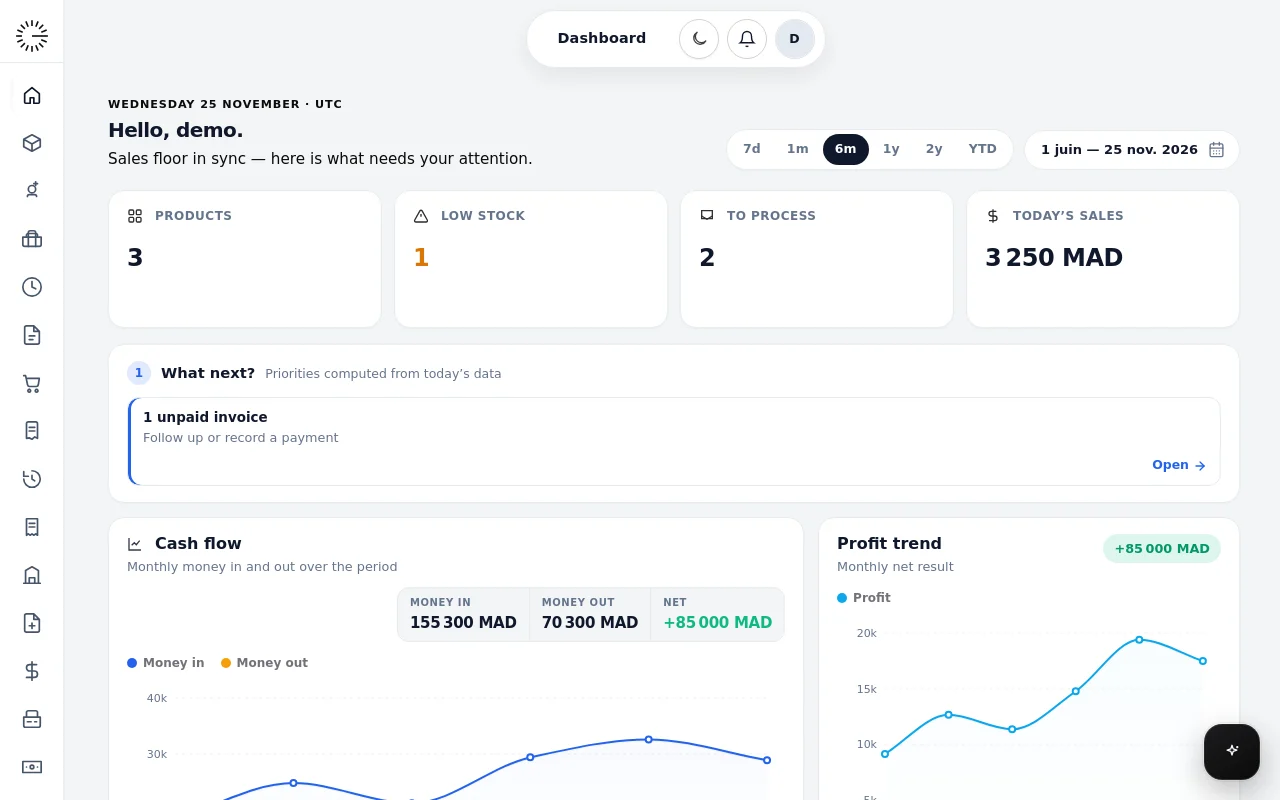 Dashboard
D
WEDNESDAY 25 NOVEMBER · UTC
Hello, demo.
Sales floor in sync — here is what needs your attention.
7d 1m 6m 1y 2y YTD
1 juin — 25 nov. 2026
PRODUCTS
3
LOW STOCK
1
TO PROCESS
2
TODAY’S SALES
3 250 MAD
1 What next? Priorities computed from today’s data
1 unpaid invoice
Follow up or record a payment
Open →
Cash flow
Monthly money in and out over the period
MONEY IN
155 300 MAD
MONEY OUT
70 300 MAD
NET
+85 000 MAD
Money in Money out
40k
30k
Profit trend
+85 000 MAD
Monthly net result
Profit
20k
15k
10k
5k